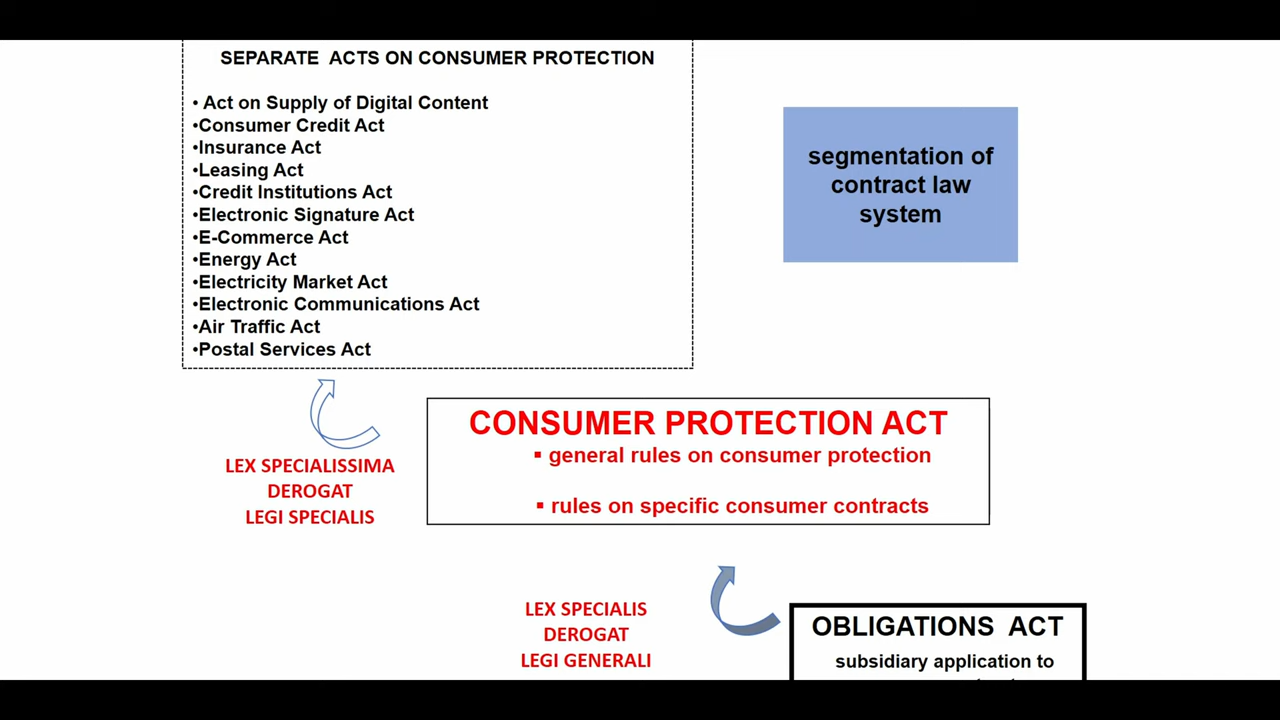 SEPARATE ACTS ON CONSUMER PROTECTION
• Act on Supply of Digital Content
•Consumer Credit Act
•Insurance Act
•Leasing Act
•Credit Institutions Act
•Electronic Signature Act
•E-Commerce Act
•Energy Act
•Electricity Market Act
•Electronic Communications Act
•Air Traffic Act
•Postal Services Act
segmentation of
contract law
system
CONSUMER PROTECTION ACT
▪ general rules on consumer protection
▪ rules on specific consumer contracts
LEX SPECIALISSIMA
DEROGAT
LEGI SPECIALIS
LEX SPECIALIS
DEROGAT
LEGI GENERALI
OBLIGATIONS ACT
subsidiary application to